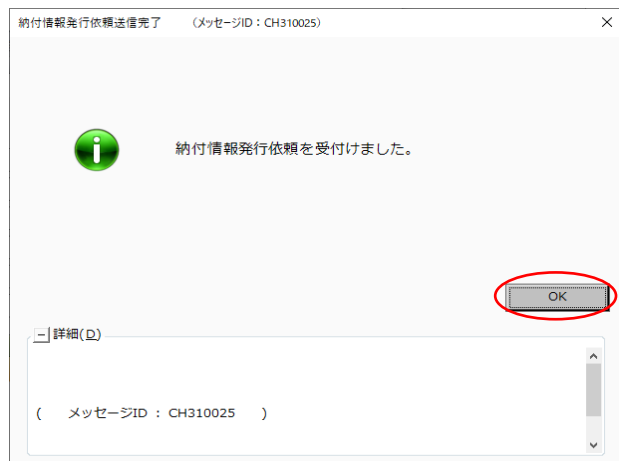 納付情報発行依頼送信完了 （メッセージID：CH310025）
納付情報発行依頼を受付けました。
OK
詳細(D)
( メッセージID : CH310025 )